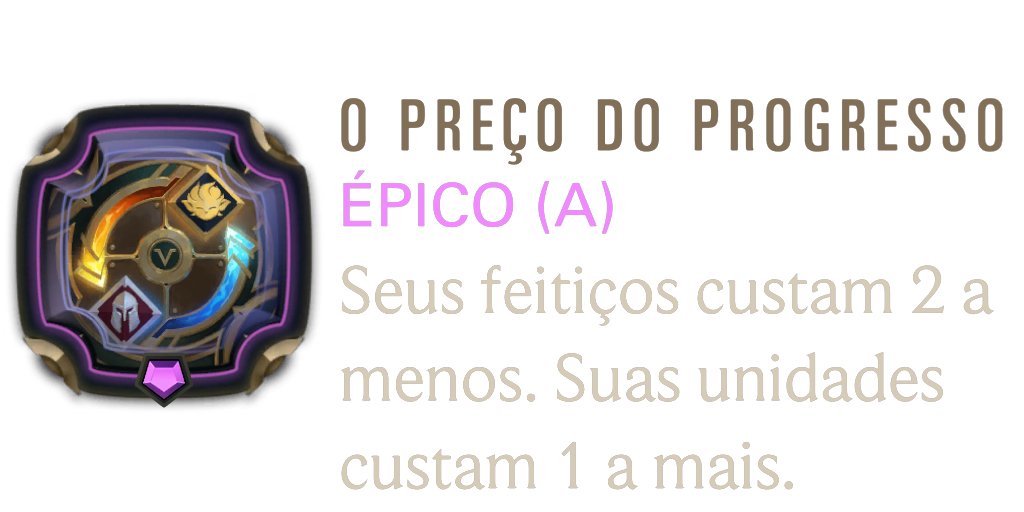 O PREÇO DO PROGRESSO
ÉPICO (A)
Seus feitiços custam 2 a
menos. Suas unidades
custam 1 a mais.
V